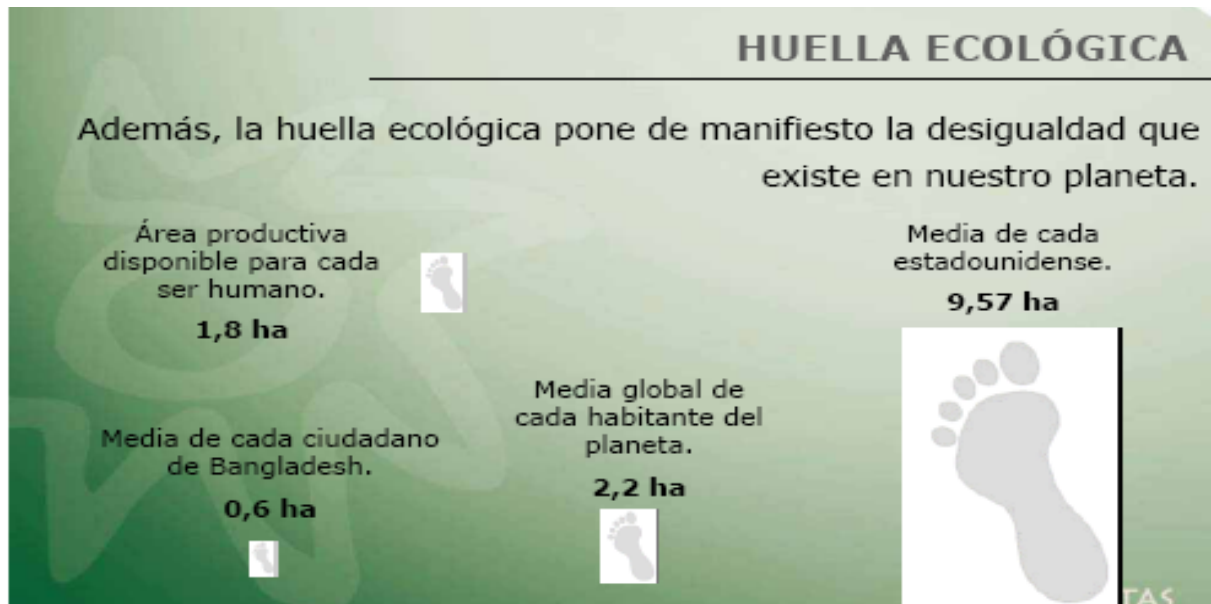 HUELLA ECOLÓGICA
Además, la huella ecológica pone de manifiesto la desigualdad que
existe en nuestro planeta.
Área productiva
disponible para cada
ser humano.
1,8 ha
Media de cada
estadounidense.
9,57 ha
Media global de
cada habitante del
planeta.
2,2 ha
Media de cada ciudadano
de Bangladesh.
0,6 ha